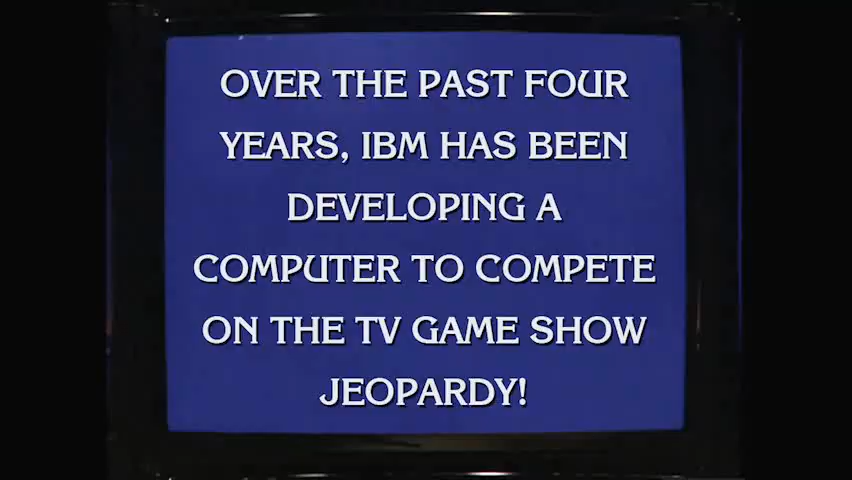 OVER THE PAST FOUR
YEARS, IBM HAS BEEN
DEVELOPING A
COMPUTER TO COMPETE
ON THE TV GAME SHOW
JEOPARDY!